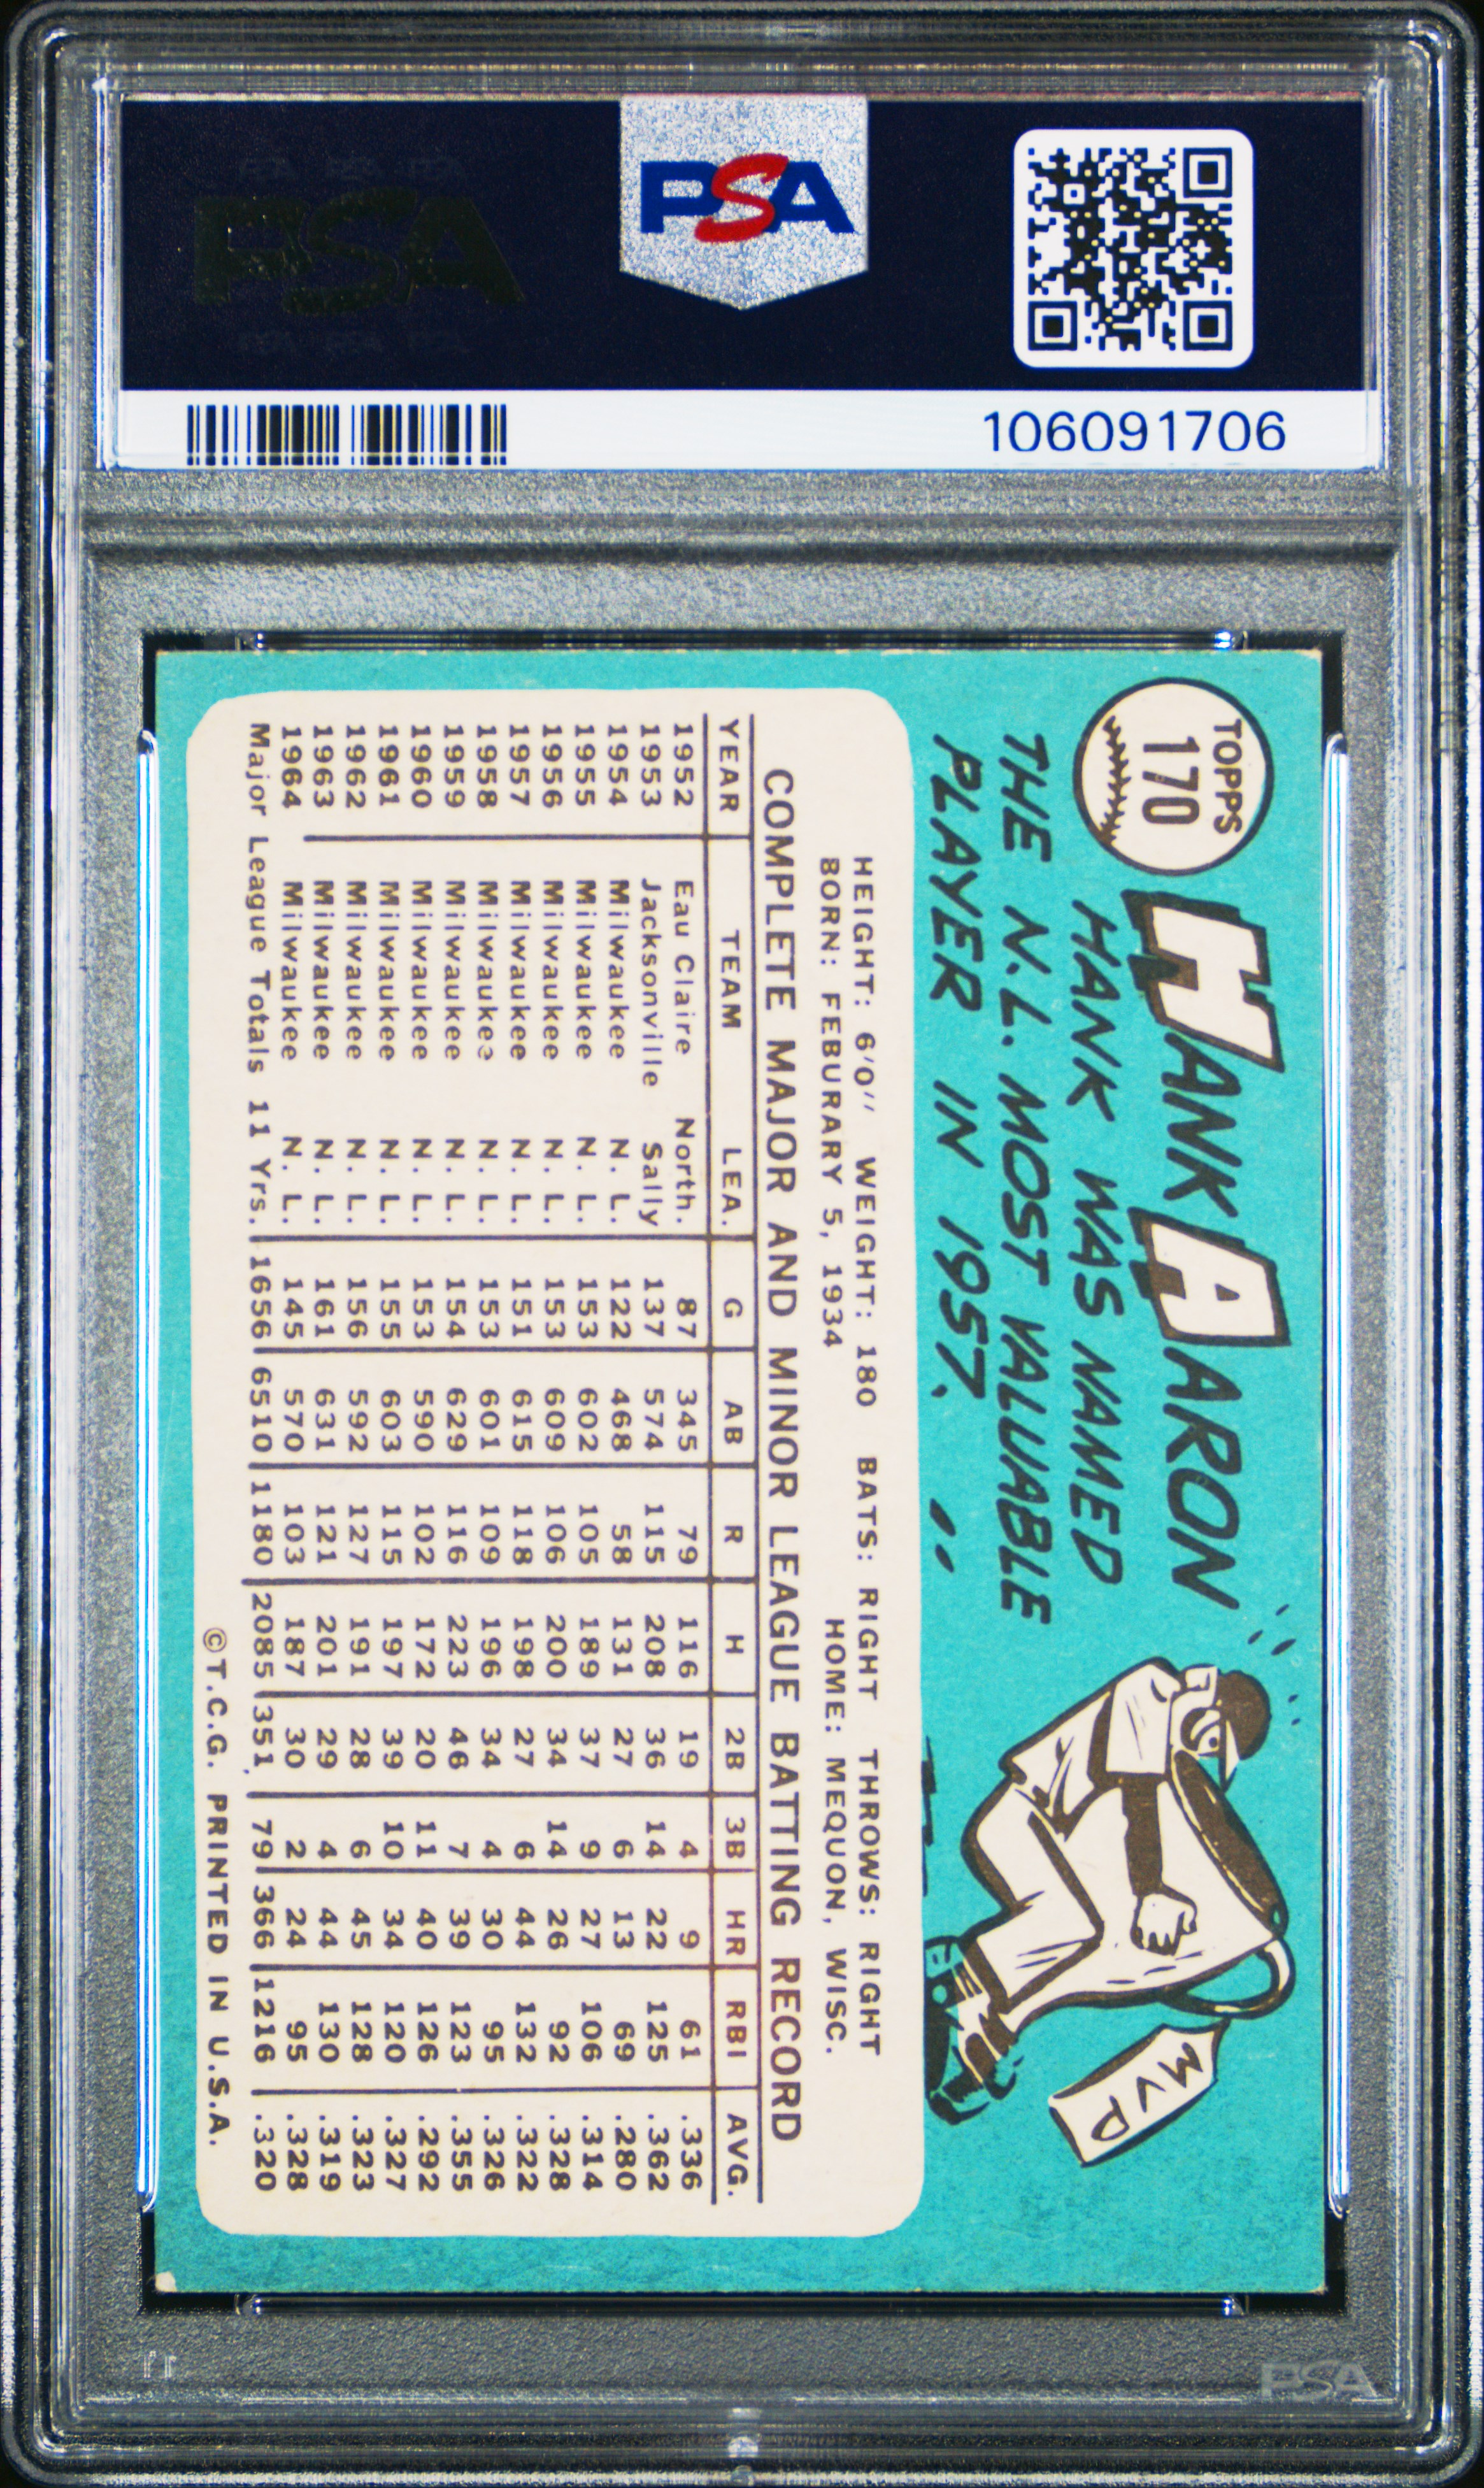 PSA
PSA
106091706
TOPPS
170
HANK AARON
HANK WAS NAMED
THE N.L. MOST VALUABLE
PLAYER IN 1957.
MVP
HEIGHT: 6'0" WEIGHT: 180 BATS: RIGHT THROWS: RIGHT
BORN: FEBURARY 5, 1934 HOME: MEQUON, WISC.
COMPLETE MAJOR AND MINOR LEAGUE BATTING RECORD
YEAR TEAM LEA. G AB R H 2B 3B HR RBI AVG.
1952 Eau Claire North. 87 345 79 116 19 4 9 61 .336
1953 Jacksonville Sally 137 574 115 208 36 14 22 125 .362
1954 Milwaukee N. L. 122 468 58 131 27 6 13 69 .280
1955 Milwaukee N. L. 153 602 105 189 37 9 27 106 .314
1956 Milwaukee N. L. 153 609 106 200 34 14 26 92 .328
1957 Milwaukee N. L. 151 615 118 198 27 6 44 132 .322
1958 Milwaukee N. L. 153 601 109 196 34 4 30 95 .326
1959 Milwaukee N. L. 154 629 116 223 46 7 39 123 .355
1960 Milwaukee N. L. 153 590 102 172 20 11 40 126 .292
1961 Milwaukee N. L. 155 603 115 197 39 10 34 120 .327
1962 Milwaukee N. L. 156 592 127 191 28 6 45 128 .323
1963 Milwaukee N. L. 161 631 121 201 29 4 44 130 .319
1964 Milwaukee N. L. 145 570 103 187 30 2 24 95 .328
Major League Totals 11 Yrs. 1656 6510 1180 2085 351 79 366 1216 .320
©T.C.G. PRINTED IN U.S.A.
PSA